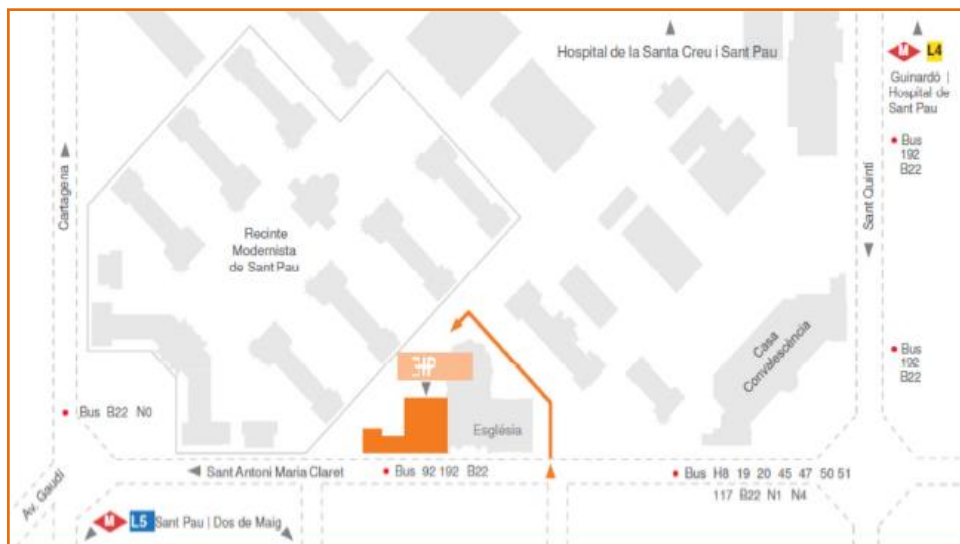 Hospital de la Santa Creu i Sant Pau
M L4
Guinardó |
Hospital de
Sant Pau
Bus
192
B22
Cartagena
Sant Quintí
Recinte
Modernista
de Sant Pau
Casa
Convalescència
Bus
192
B22
Bus B22 N0
Església
Sant Antoni Maria Claret
Bus 92 192 B22
Bus H8 19 20 45 47 50 51
117 B22 N1 N4
Av. Gaudí
M L5 Sant Pau | Dos de Maig